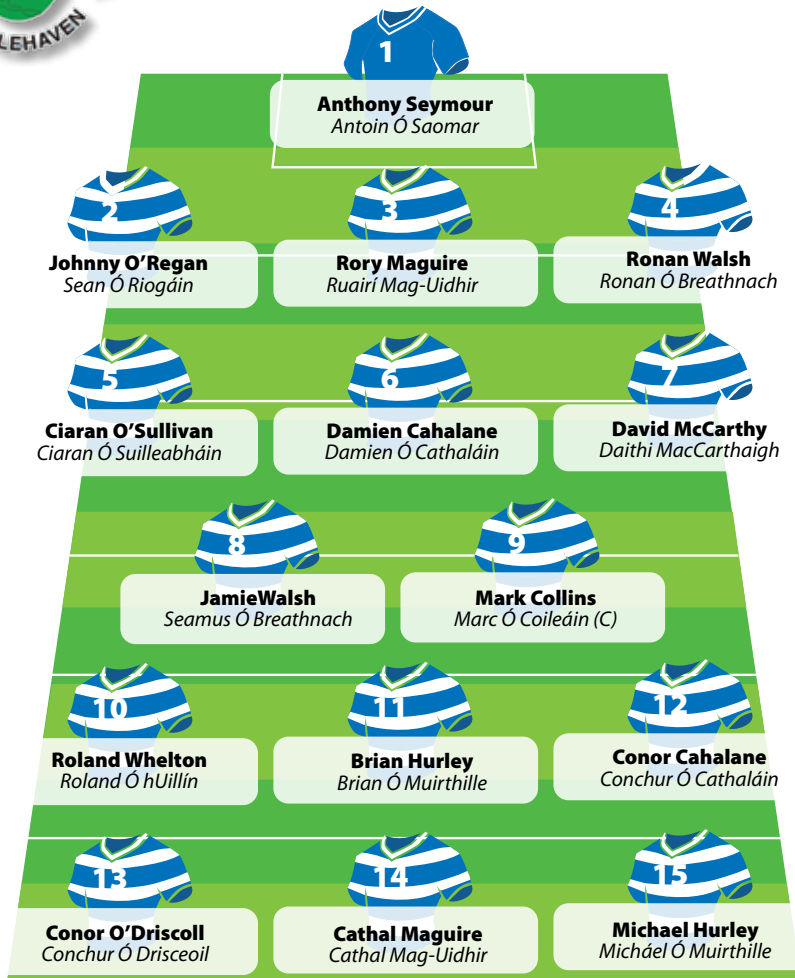 LEHAVEN
1
Anthony Seymour
Antoin Ó Saomar
2
3
4
Johnny O'Regan
Sean Ó Riogáin
Rory Maguire
Ruairí Mag-Uidhir
Ronan Walsh
Ronan Ó Breathnach
5
6
7
Ciaran O'Sullivan
Ciaran Ó Suilleabháin
Damien Cahalane
Damien Ó Cathaláin
David McCarthy
Daithi MacCarthaigh
8
9
JamieWalsh
Seamus Ó Breathnach
Mark Collins
Marc Ó Coileáin (C)
10
11
12
Roland Whelton
Roland Ó hUillín
Brian Hurley
Brian Ó Muirthille
Conor Cahalane
Conchur Ó Cathaláin
13
14
15
Conor O'Driscoll
Conchur Ó Drisceoil
Cathal Maguire
Cathal Mag-Uidhir
Michael Hurley
Micháel Ó Muirthille